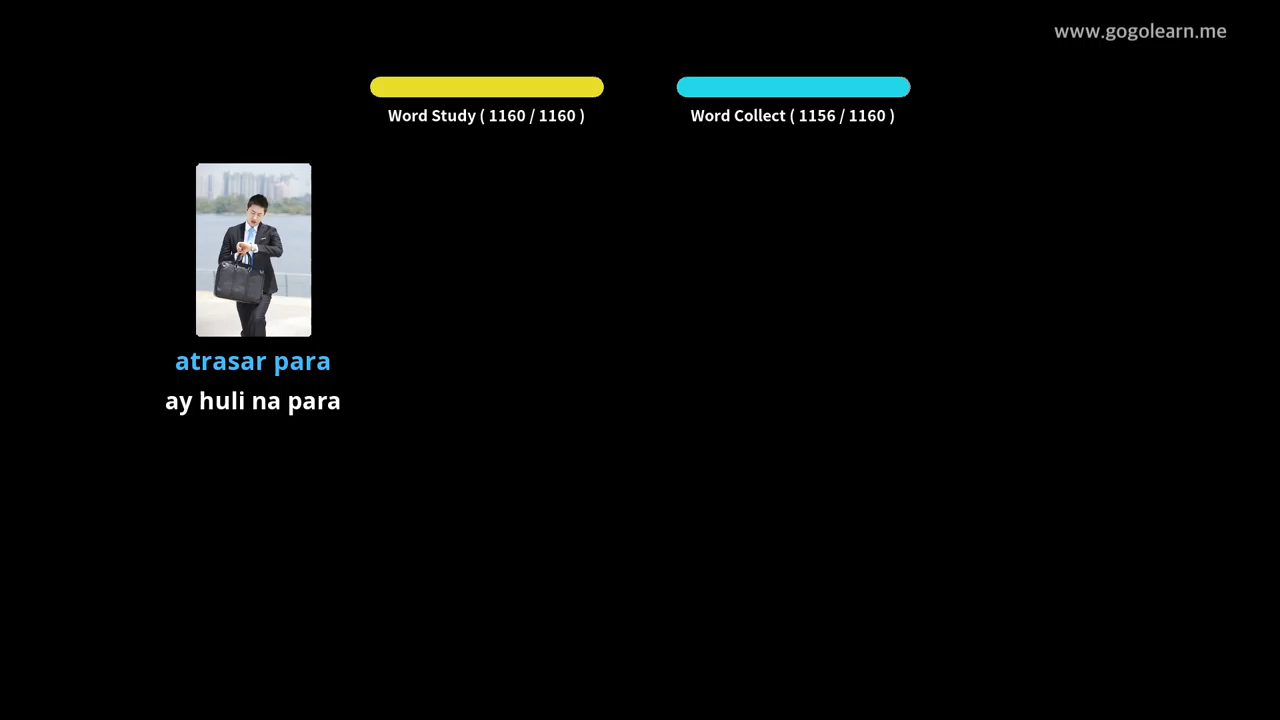 www.gogolearn.me
Word Study ( 1160 / 1160 )
Word Collect ( 1156 / 1160 )
atrasar para
ay huli na para